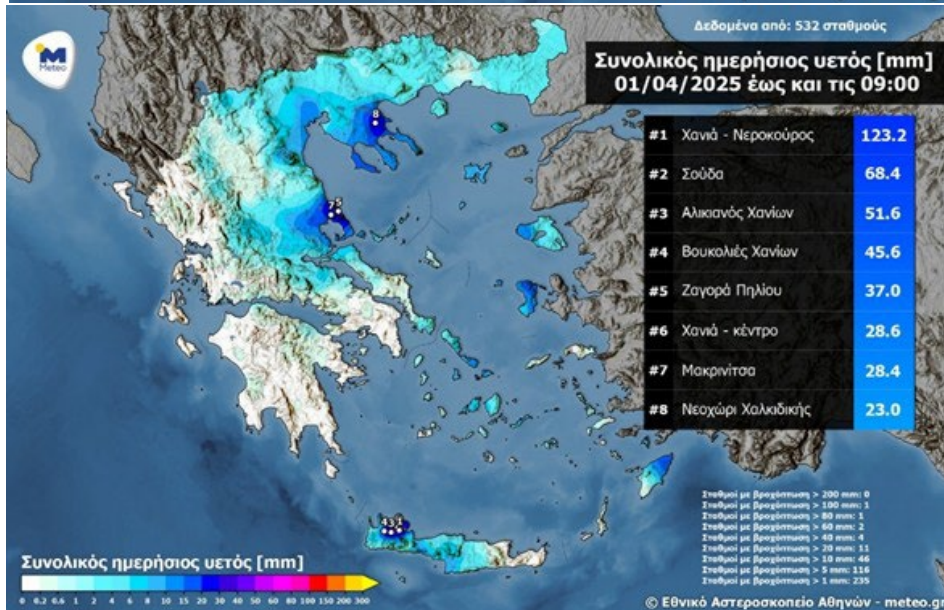 Δεδομένα από: 532 σταθμούς
Meteo
Συνολικός ημερήσιος υετός [mm]
01/04/2025 έως και τις 09:00
#1 Χανιά - Νεροκούρος 123.2
#2 Σούδα 68.4
#3 Αλικιανός Χανίων 51.6
#4 Βουκολιές Χανίων 45.6
#5 Ζαγορά Πηλίου 37.0
#6 Χανιά - κέντρο 28.6
#7 Μακρινίτσα 28.4
#8 Νεοχώρι Χαλκιδικής 23.0
8
7 5
4 3 1
Σταθμοί με βροχόπτωση > 200 mm: 0
Σταθμοί με βροχόπτωση > 100 mm: 1
Σταθμοί με βροχόπτωση > 80 mm: 1
Σταθμοί με βροχόπτωση > 60 mm: 2
Σταθμοί με βροχόπτωση > 40 mm: 4
Σταθμοί με βροχόπτωση > 20 mm: 11
Σταθμοί με βροχόπτωση > 10 mm: 46
Σταθμοί με βροχόπτωση > 5 mm: 116
Σταθμοί με βροχόπτωση > 1 mm: 235
Συνολικός ημερήσιος υετός [mm]
0 0.2 0.6 1 2 4 6 8 10 15 20 30 40 50 60 80 100 150 200 300
© Εθνικό Αστεροσκοπείο Αθηνών - meteo.gr